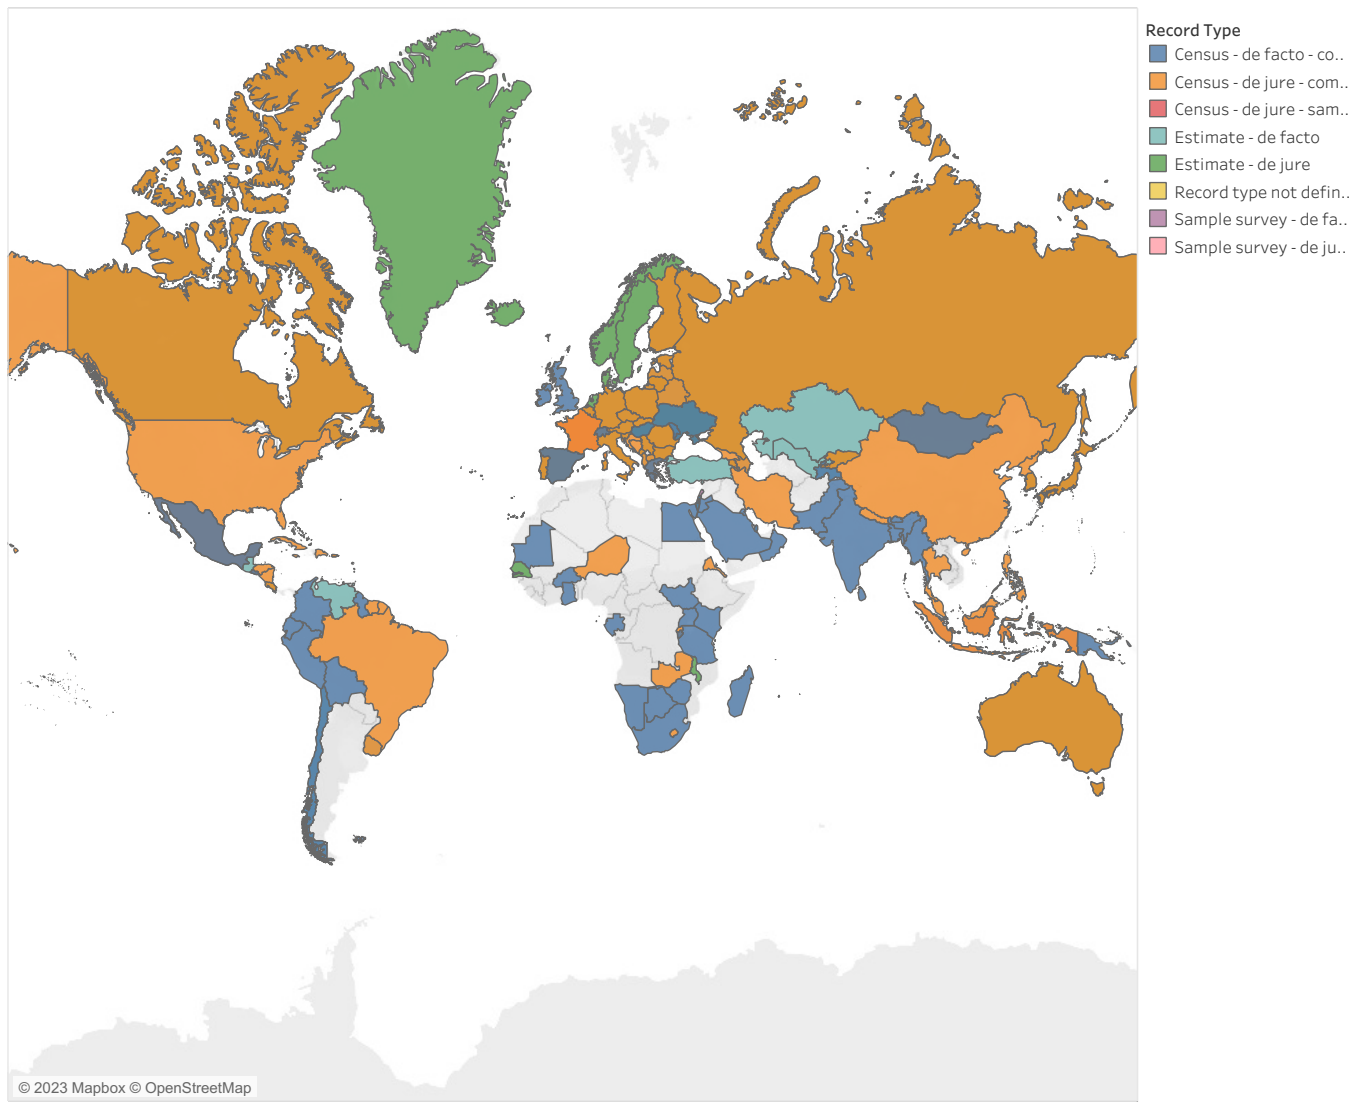 Record Type
Census - de facto - co..
Census - de jure - com..
Census - de jure - sam..
Estimate - de facto
Estimate - de jure
Record type not defin..
Sample survey - de fa..
Sample survey - de ju..
© 2023 Mapbox © OpenStreetMap